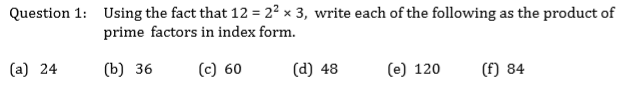 Question 1: Using the fact that 12 = 2² × 3, write each of the following as the product of
prime factors in index form.
(a) 24 (b) 36 (c) 60 (d) 48 (e) 120 (f) 84